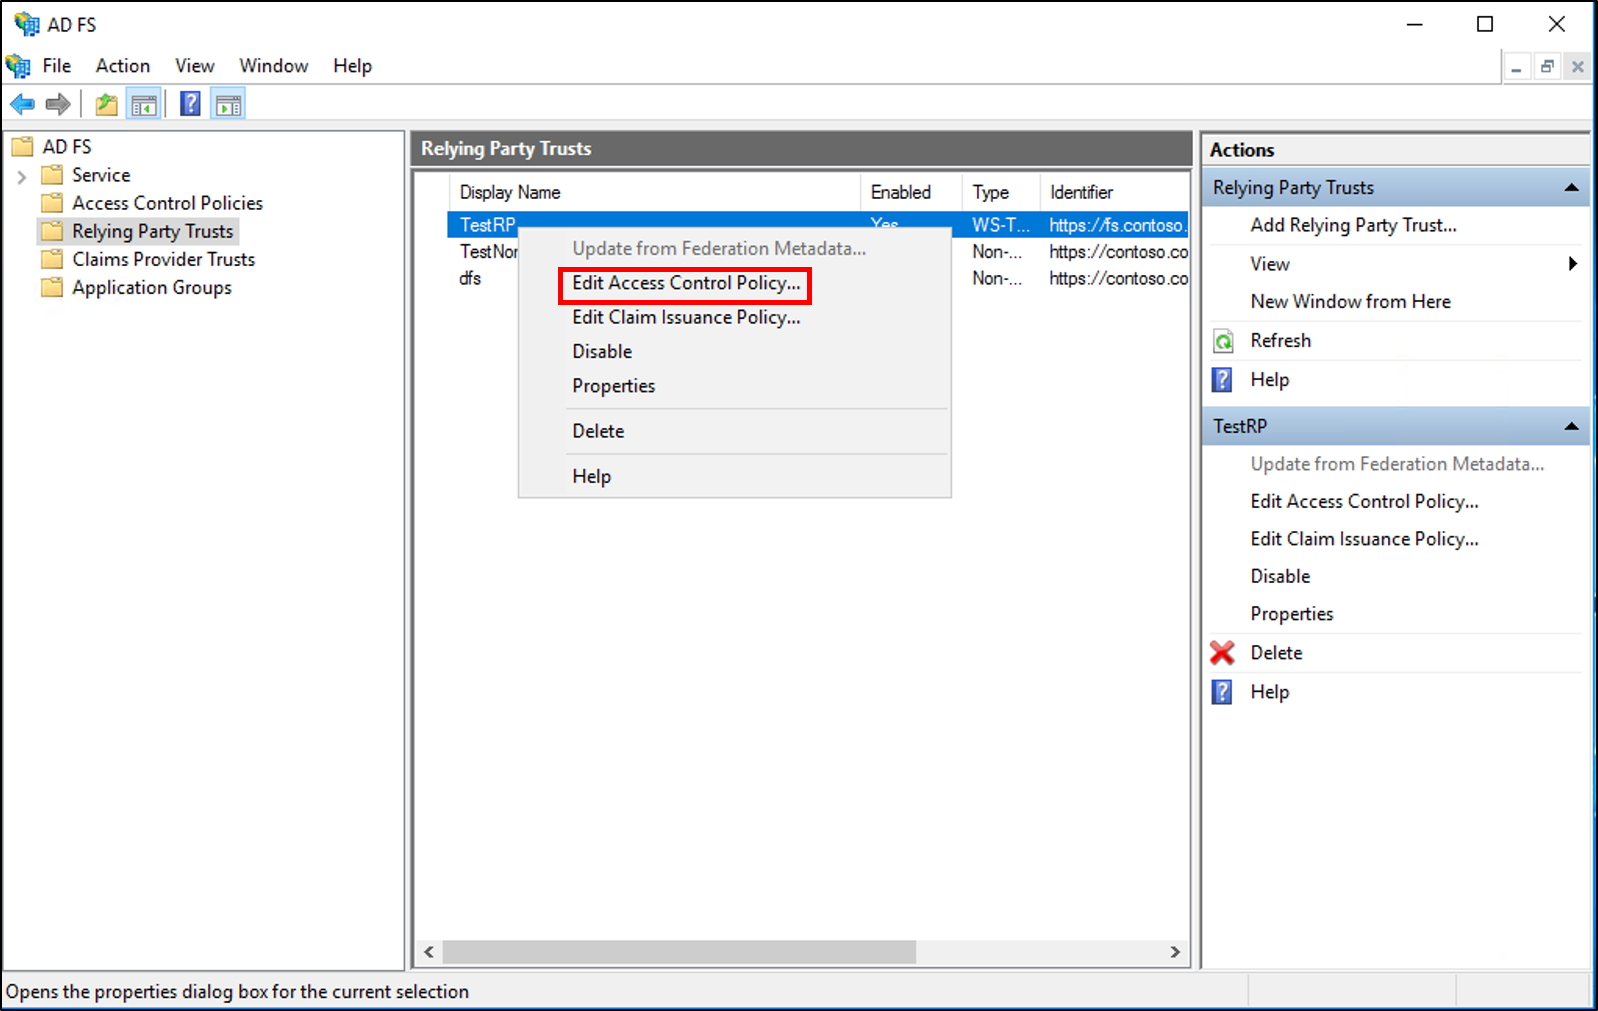 AD FS
File Action View Window Help
AD FS
Service
Access Control Policies
Relying Party Trusts
Claims Provider Trusts
Application Groups
Relying Party Trusts
Display Name Enabled Type Identifier
TestRP Yes WS-T... https://fs.contoso.
TestNon Non-... https://contoso.co
dfs Non-... https://contoso.co
Update from Federation Metadata...
Edit Access Control Policy...
Edit Claim Issuance Policy...
Disable
Properties
Delete
Help
Actions
Relying Party Trusts
Add Relying Party Trust...
View
New Window from Here
Refresh
Help
TestRP
Update from Federation Metadata...
Edit Access Control Policy...
Edit Claim Issuance Policy...
Disable
Properties
Delete
Help
Opens the properties dialog box for the current selection